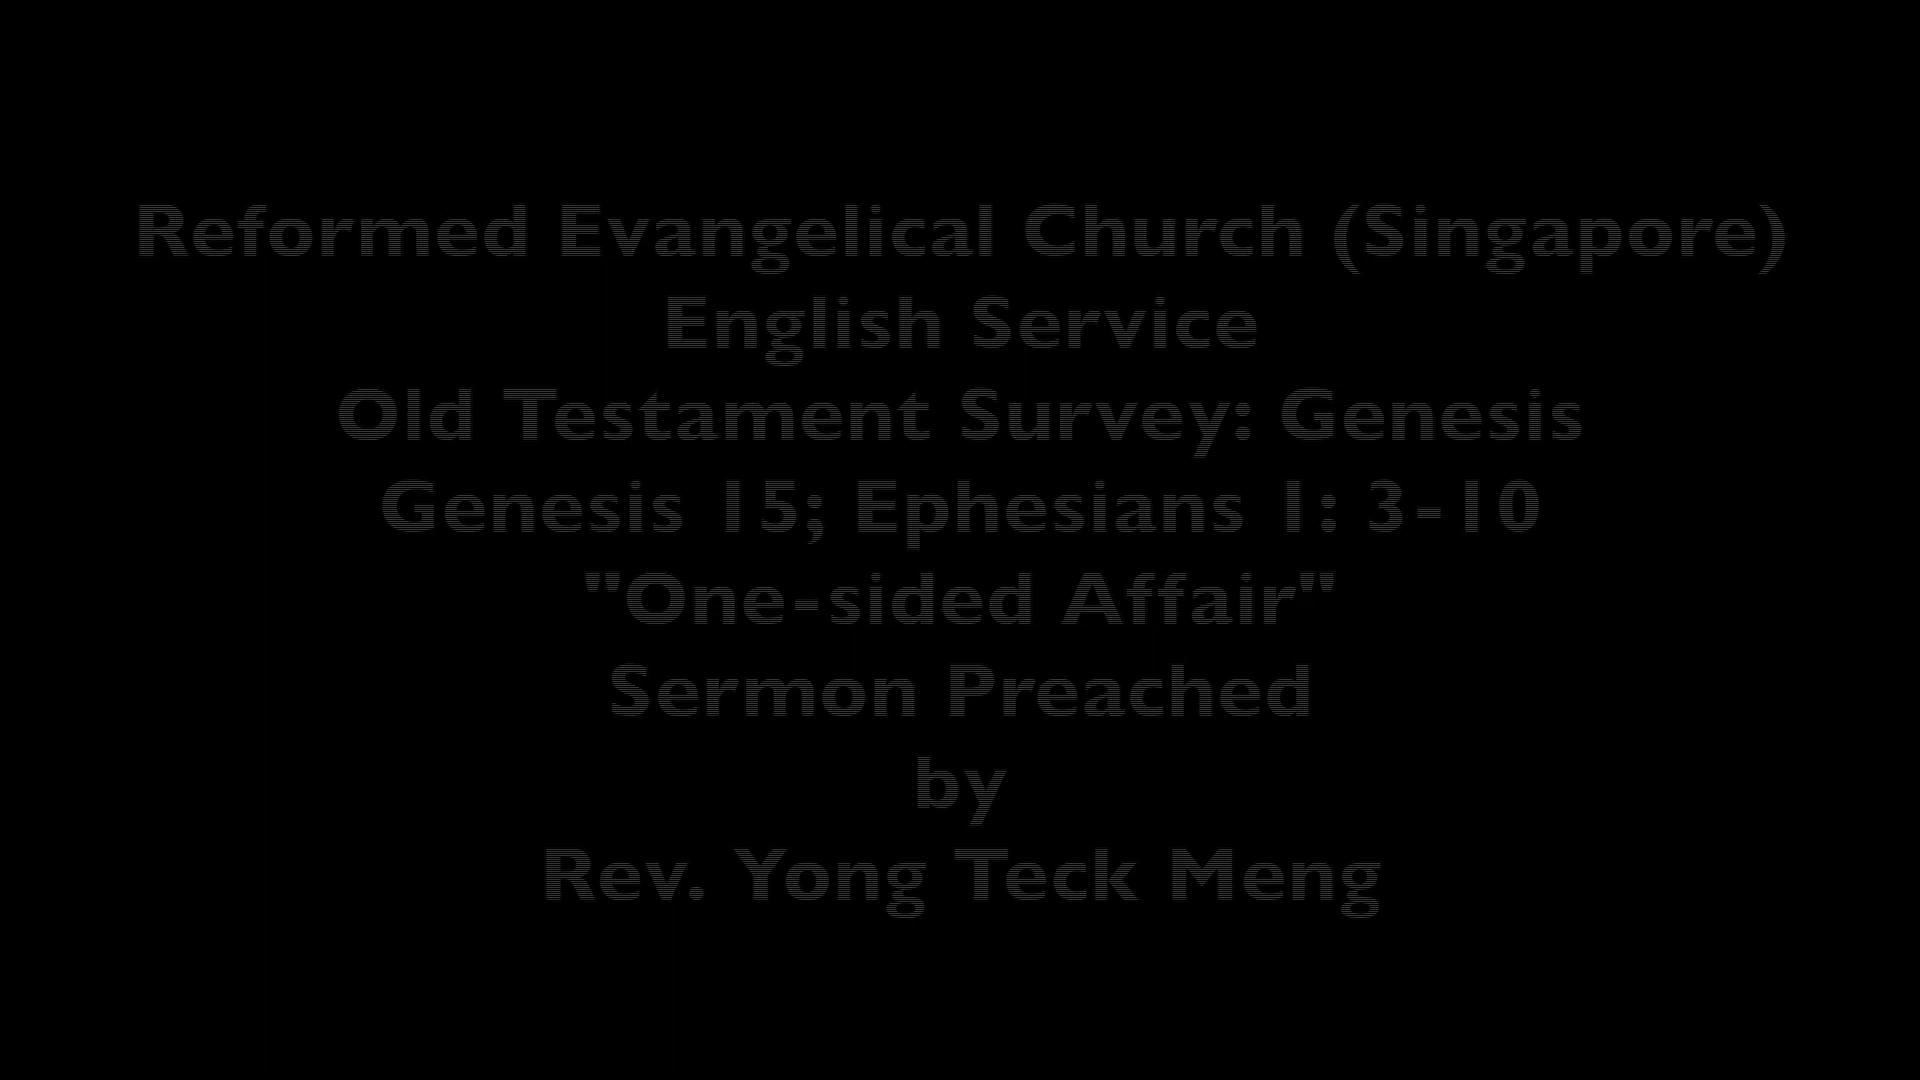 Reformed Evangelical Church (Singapore)
English Service
Old Testament Survey: Genesis
Genesis 15; Ephesians 1: 3-10
"One-sided Affair"
Sermon Preached
by
Rev. Yong Teck Meng